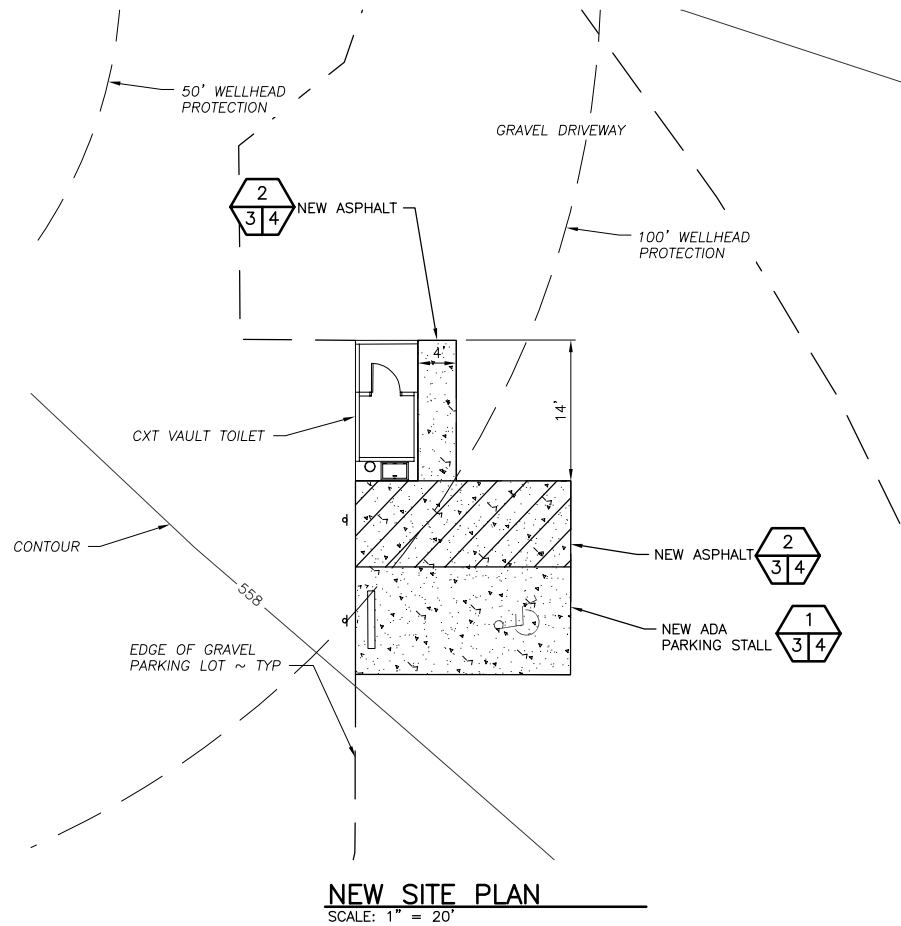 50' WELLHEAD
PROTECTION
GRAVEL DRIVEWAY
2
3 4
NEW ASPHALT
100' WELLHEAD
PROTECTION
4'
14'
CXT VAULT TOILET
CONTOUR
558
NEW ASPHALT
2
3 4
NEW ADA
PARKING STALL
1
3 4
EDGE OF GRAVEL
PARKING LOT ~ TYP
NEW SITE PLAN
SCALE: 1" = 20'